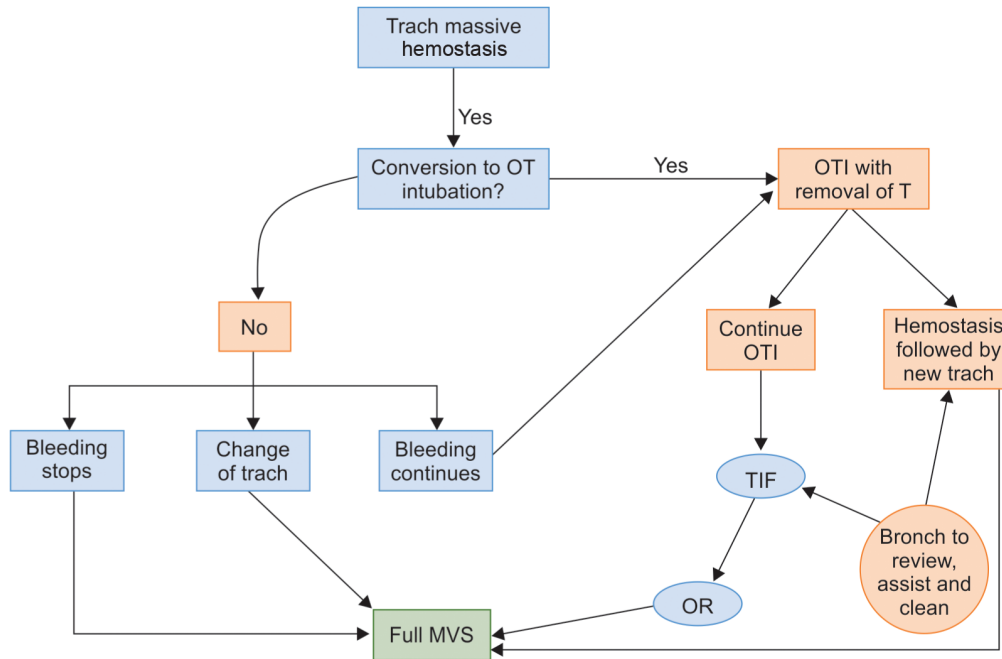 Trach massive
hemostasis
Yes
Conversion to OT
intubation?
Yes
OTI with
removal of T
No
Continue
OTI
Hemostasis
followed by
new trach
Bleeding
stops
Change
of trach
Bleeding
continues
TIF
Bronch to
review,
assist and
clean
OR
Full MVS